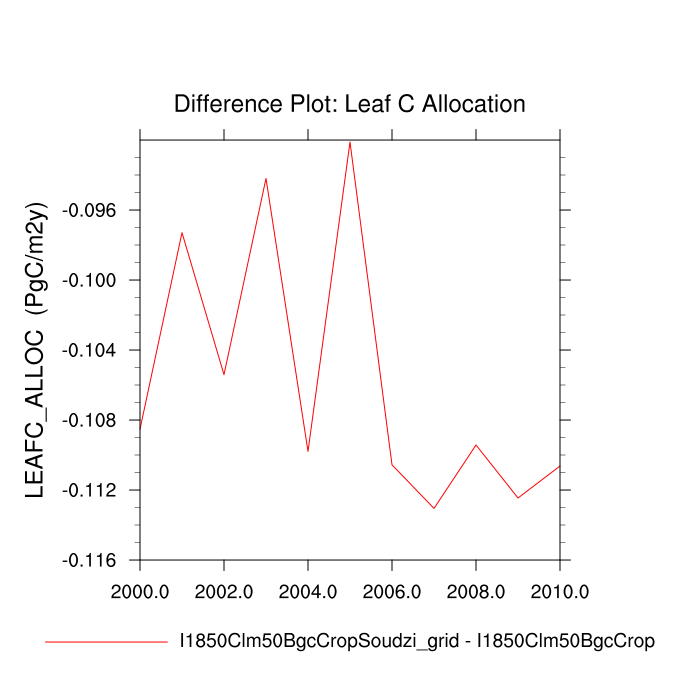 Difference Plot: Leaf C Allocation
LEAFC_ALLOC (PgC/m2y)
-0.096
-0.100
-0.104
-0.108
-0.112
-0.116
2000.0 2002.0 2004.0 2006.0 2008.0 2010.0
I1850Clm50BgcCropSoudzi_grid - I1850Clm50BgcCrop